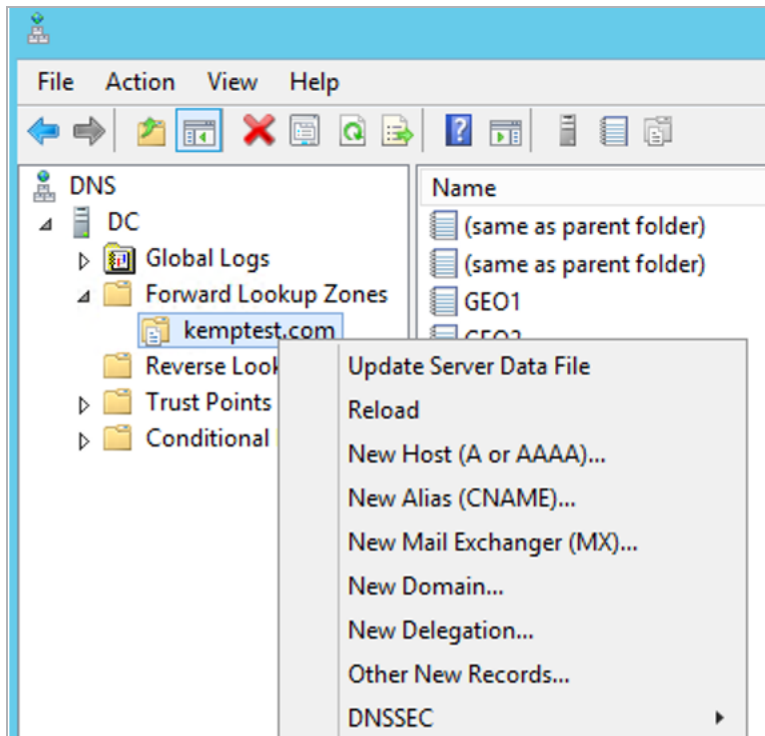 File Action View Help
DNS
DC
Global Logs
Forward Lookup Zones
kemptest.com
Reverse Look
Trust Points
Conditional
Name
(same as parent folder)
(same as parent folder)
GEO1
Update Server Data File
Reload
New Host (A or AAAA)...
New Alias (CNAME)...
New Mail Exchanger (MX)...
New Domain...
New Delegation...
Other New Records...
DNSSEC